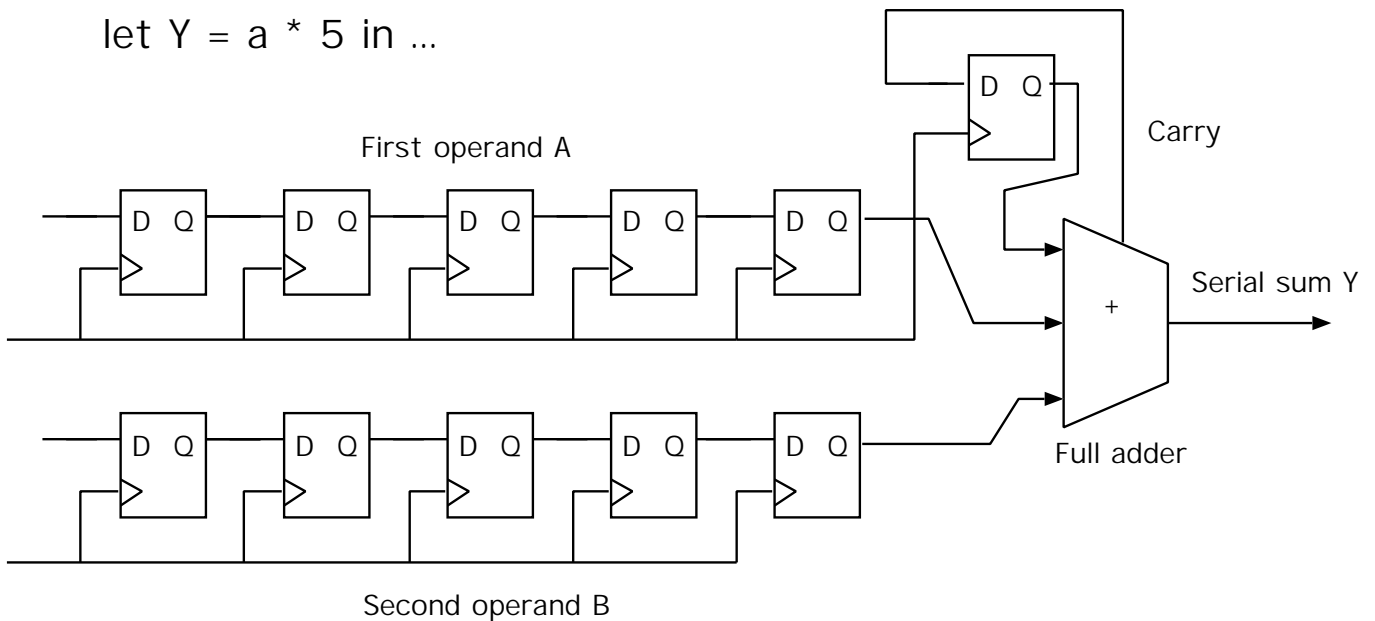 let Y = a * 5 in ...
D Q
Carry
First operand A
D Q D Q D Q D Q D Q
Serial sum Y
+
D Q D Q D Q D Q D Q
Full adder
Second operand B